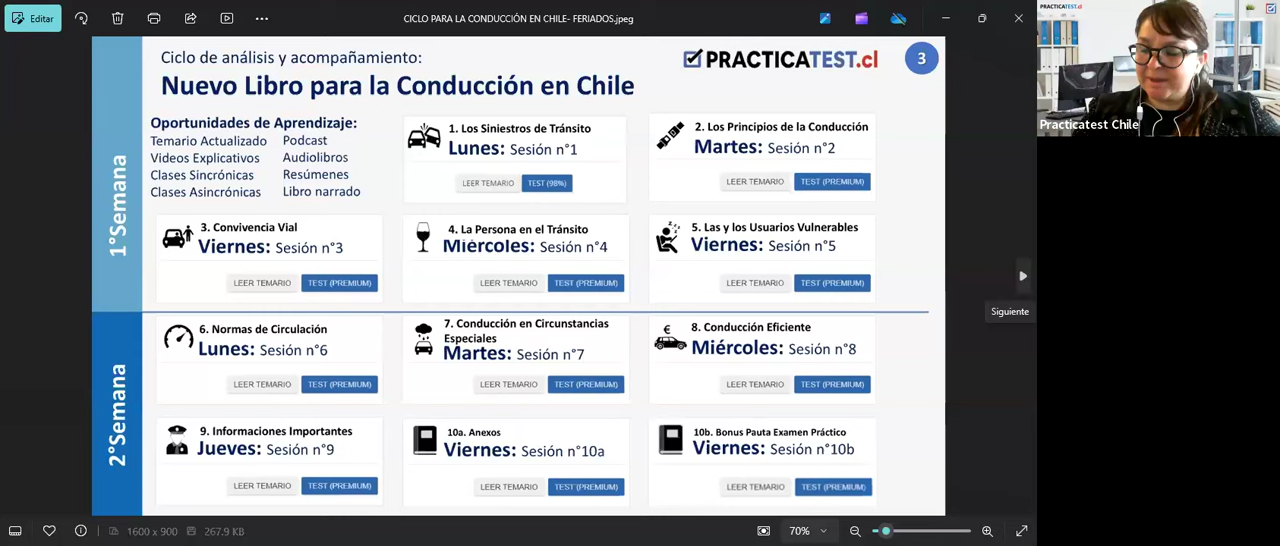 Editar
CICLO PARA LA CONDUCCIÓN EN CHILE- FERIADOS.jpeg
PRACTICATEST.cl
Practicatest Chile
Ciclo de análisis y acompañamiento:
Nuevo Libro para la Conducción en Chile
PRACTICATEST.cl
3
1°Semana
Oportunidades de Aprendizaje:
Temario Actualizado
Videos Explicativos
Clases Sincrónicas
Clases Asincrónicas
Podcast
Audiolibros
Resúmenes
Libro narrado
1. Los Siniestros de Tránsito
Lunes: Sesión n°1
LEER TEMARIO TEST (98%)
2. Los Principios de la Conducción
Martes: Sesión n°2
LEER TEMARIO TEST (PREMIUM)
3. Convivencia Vial
Viernes: Sesión n°3
LEER TEMARIO TEST (PREMIUM)
4. La Persona en el Tránsito
Miércoles: Sesión n°4
LEER TEMARIO TEST (PREMIUM)
5. Las y los Usuarios Vulnerables
Viernes: Sesión n°5
LEER TEMARIO TEST (PREMIUM)
Siguiente
2°Semana
6. Normas de Circulación
Lunes: Sesión n°6
LEER TEMARIO TEST (PREMIUM)
7. Conducción en Circunstancias
Especiales
Martes: Sesión n°7
LEER TEMARIO TEST (PREMIUM)
8. Conducción Eficiente
Miércoles: Sesión n°8
LEER TEMARIO TEST (PREMIUM)
9. Informaciones Importantes
Jueves: Sesión n°9
LEER TEMARIO TEST (PREMIUM)
10a. Anexos
Viernes: Sesión n°10a
LEER TEMARIO TEST (PREMIUM)
10b. Bonus Pauta Examen Práctico
Viernes: Sesión n°10b
LEER TEMARIO TEST (PREMIUM)
1600 x 900
267.9 KB
70%